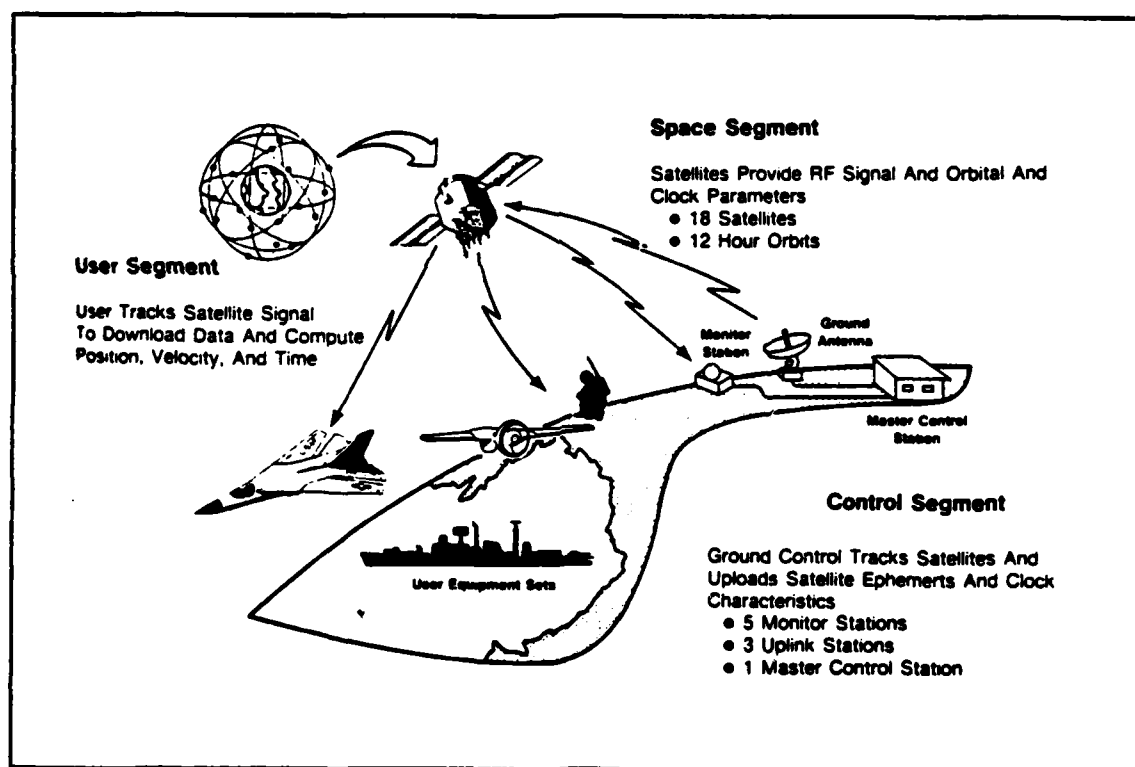 Space Segment
Satellites Provide RF Signal And Orbital And
Clock Parameters
● 18 Satellites
● 12 Hour Orbits
User Segment
User Tracks Satellite Signal
To Download Data And Compute
Position, Velocity, And Time
Monitor
Station
Ground
Antenna
Master Control
Station
User Equipment Sets
Control Segment
Ground Control Tracks Satellites And
Uploads Satellite Ephemerts And Clock
Characteristics
● 5 Monitor Stations
● 3 Uplink Stations
● 1 Master Control Station